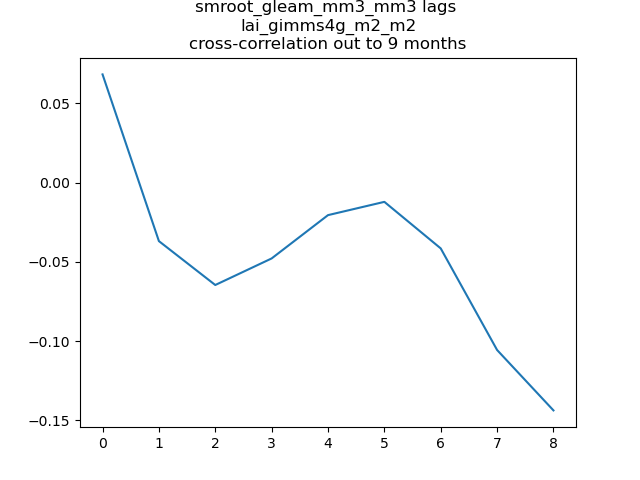 smroot_gleam_mm3_mm3 lags
lai_gimms4g_m2_m2
cross-correlation out to 9 months
0.05
0.00
−0.05
−0.10
−0.15
0 1 2 3 4 5 6 7 8